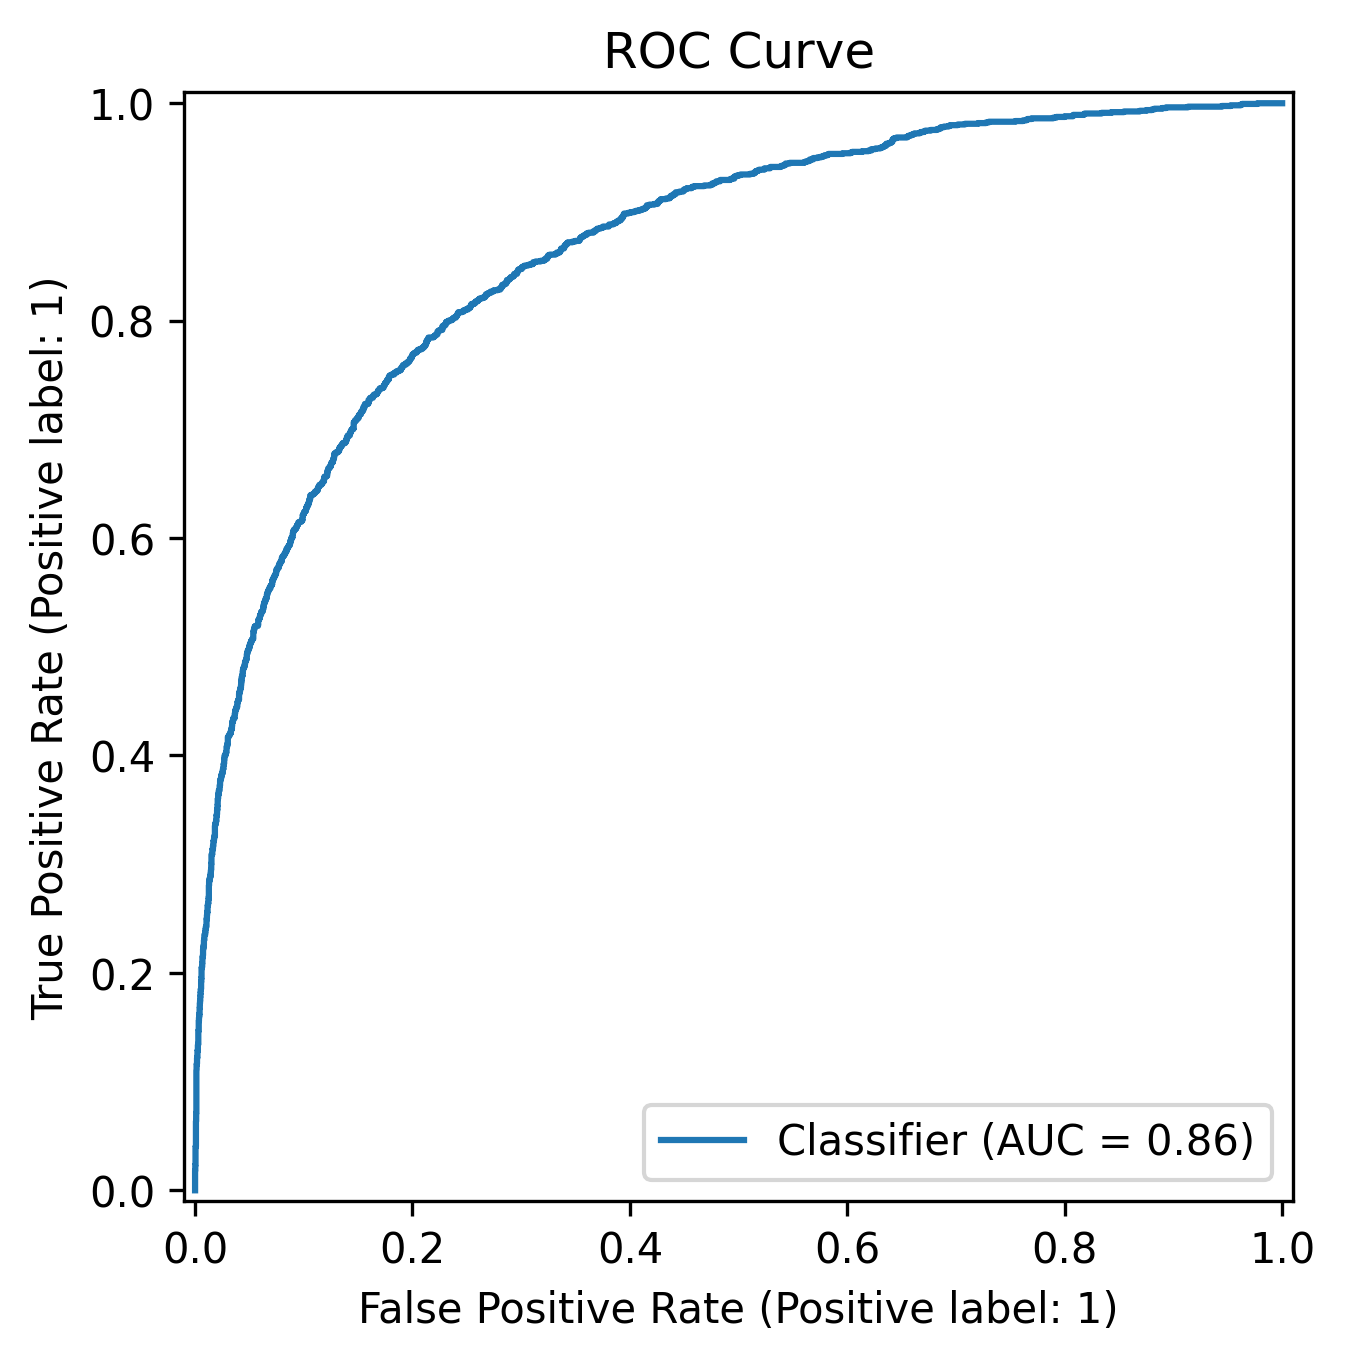 ROC Curve
True Positive Rate (Positive label: 1)
1.0
0.8
0.6
0.4
0.2
0.0
Classifier (AUC = 0.86)
0.0 0.2 0.4 0.6 0.8 1.0
False Positive Rate (Positive label: 1)